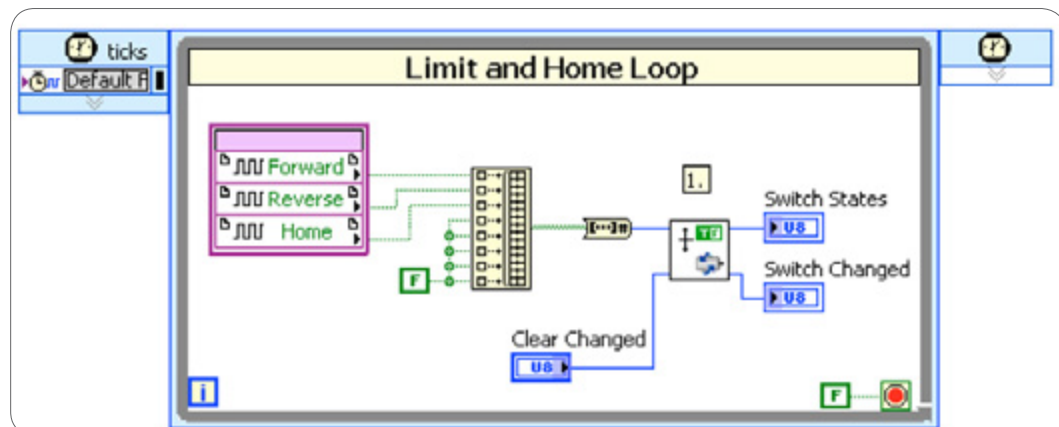 ticks
Default F
Limit and Home Loop
Forward
Reverse
Home
F
1.
Switch States
U8
Switch Changed
U8
Clear Changed
U8
i
F